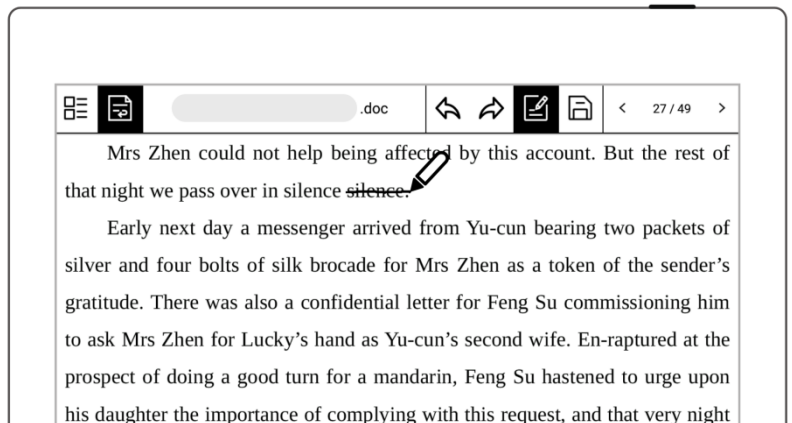 .doc 27 / 49
Mrs Zhen could not help being affected by this account. But the rest of
that night we pass over in silence silence.
Early next day a messenger arrived from Yu-cun bearing two packets of
silver and four bolts of silk brocade for Mrs Zhen as a token of the sender’s
gratitude. There was also a confidential letter for Feng Su commissioning him
to ask Mrs Zhen for Lucky’s hand as Yu-cun’s second wife. En-raptured at the
prospect of doing a good turn for a mandarin, Feng Su hastened to urge upon
his daughter the importance of complying with this request, and that very night